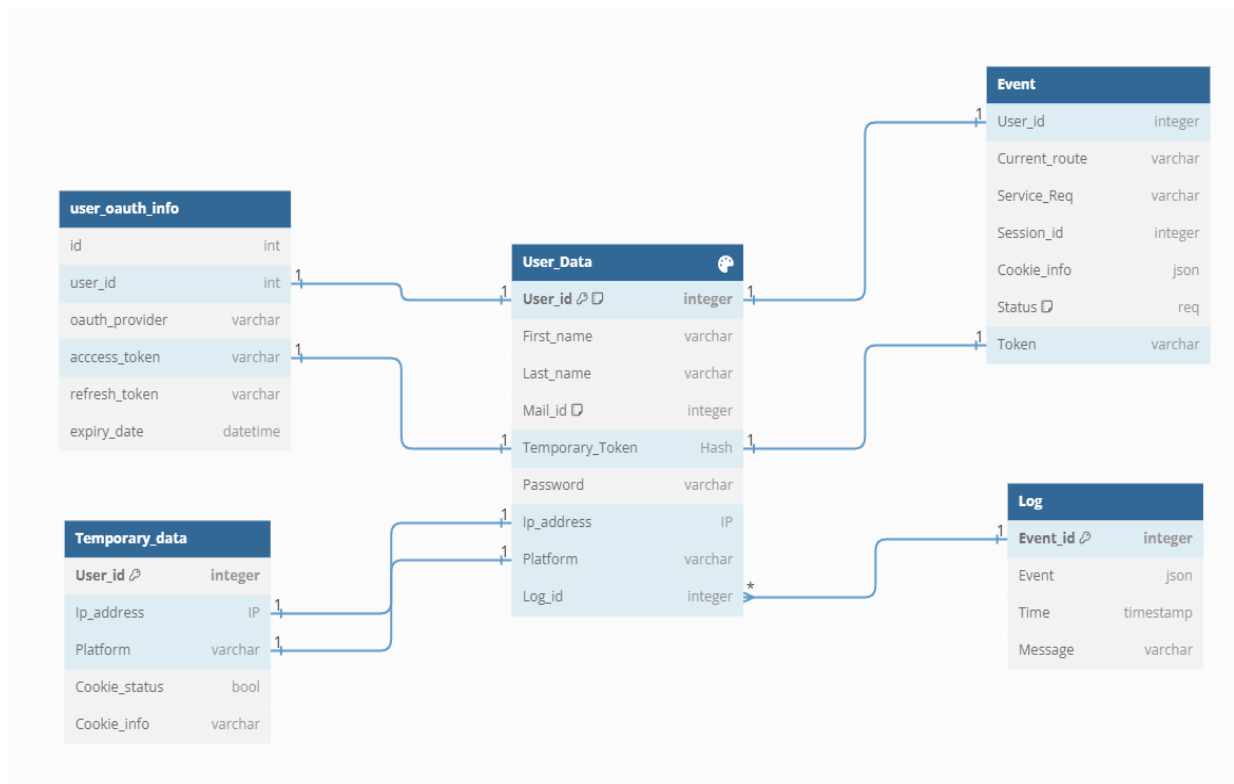 user_oauth_info
id int
1
user_id int
oauth_provider varchar
1
acccess_token varchar
refresh_token varchar
expiry_date datetime
Temporary_data
User_id integer
1
Ip_address IP
1
Platform varchar
Cookie_status bool
Cookie_info varchar
User_Data
1 1
User_id integer
First_name varchar
Last_name varchar
Mail_id integer
1 1
Temporary_Token Hash
Password varchar
1
Ip_address IP
1
Platform varchar
*
Log_id integer
Event
1
User_id integer
Current_route varchar
Service_Req varchar
Session_id integer
Cookie_info json
Status req
1
Token varchar
Log
1
Event_id integer
Event json
Time timestamp
Message varchar